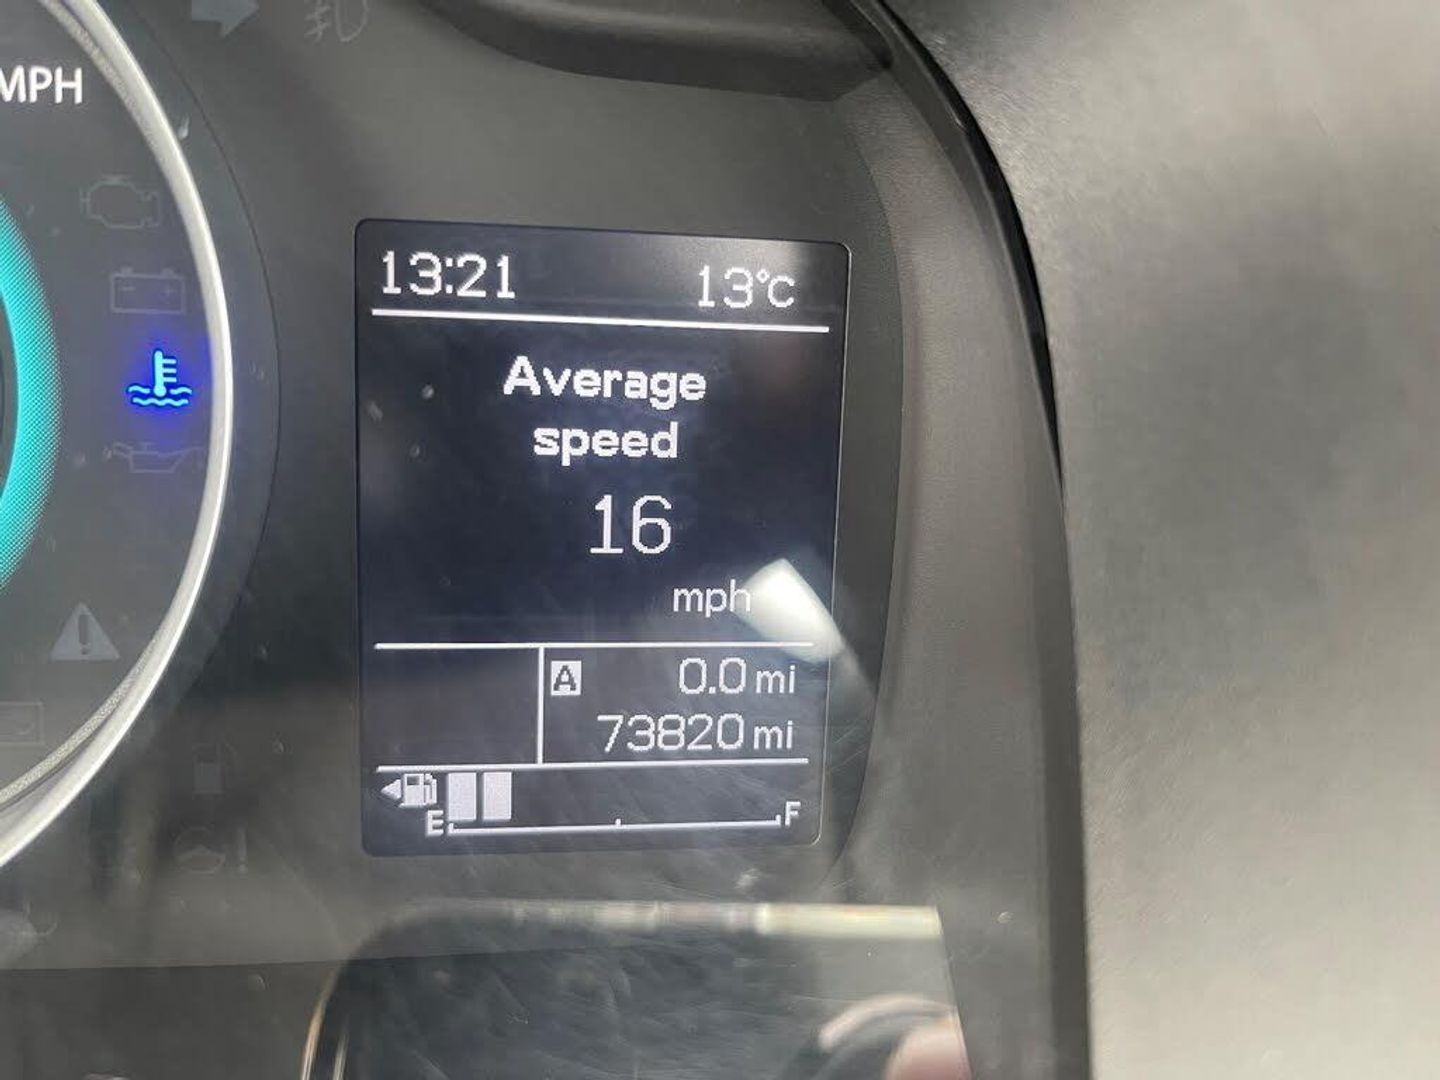 MPH
13:21 13°C
Average
speed
16
mph
A 0.0 mi
73820 mi
E F